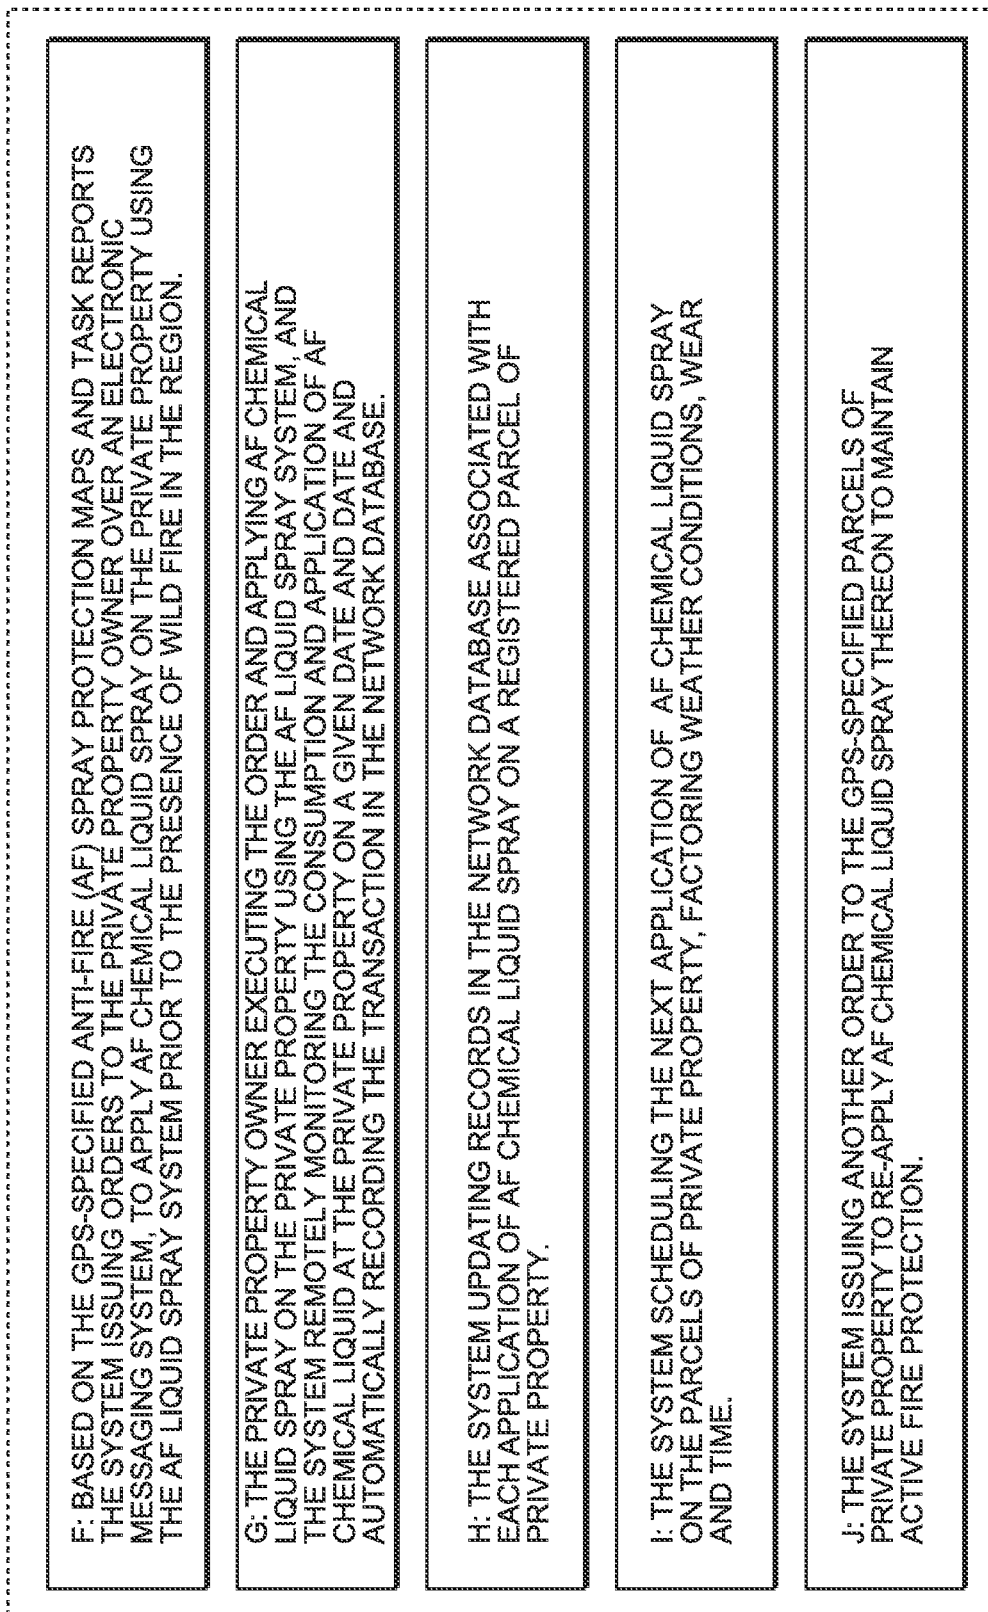 F: BASED ON THE GPS-SPECIFIED ANTI-FIRE (AF) SPRAY PROTECTION MAPS AND TASK REPORTS
THE SYSTEM ISSUING ORDERS TO THE PRIVATE PROPERTY OWNER OVER AN ELECTRONIC
MESSAGING SYSTEM, TO APPLY AF CHEMICAL LIQUID SPRAY ON THE PRIVATE PROPERTY USING
THE AF LIQUID SPRAY SYSTEM PRIOR TO THE PRESENCE OF WILD FIRE IN THE REGION.
G: THE PRIVATE PROPERTY OWNER EXECUTING THE ORDER AND APPLYING AF CHEMICAL
LIQUID SPRAY ON THE PRIVATE PROPERTY USING THE AF LIQUID SPRAY SYSTEM, AND
THE SYSTEM REMOTELY MONITORING THE CONSUMPTION AND APPLICATION OF AF
CHEMICAL LIQUID AT THE PRIVATE PROPERTY ON A GIVEN DATE AND DATE AND
AUTOMATICALLY RECORDING THE TRANSACTION IN THE NETWORK DATABASE.
H: THE SYSTEM UPDATING RECORDS IN THE NETWORK DATABASE ASSOCIATED WITH
EACH APPLICATION OF AF CHEMICAL LIQUID SPRAY ON A REGISTERED PARCEL OF
PRIVATE PROPERTY.
I: THE SYSTEM SCHEDULING THE NEXT APPLICATION OF AF CHEMICAL LIQUID SPRAY
ON THE PARCELS OF PRIVATE PROPERTY, FACTORING WEATHER CONDITIONS, WEAR
AND TIME.
J: THE SYSTEM ISSUING ANOTHER ORDER TO THE GPS-SPECIFIED PARCELS OF
PRIVATE PROPERTY TO RE-APPLY AF CHEMICAL LIQUID SPRAY THEREON TO MAINTAIN
ACTIVE FIRE PROTECTION.